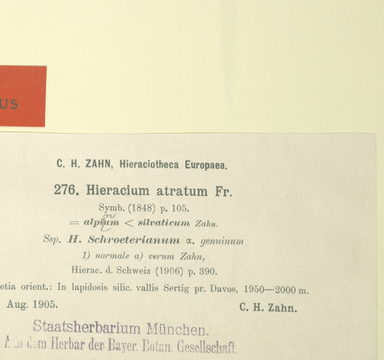 US
C. H. ZAHN, Hieraciotheca Europaea.
276. Hieracium atratum Fr.
Symb. (1848) p. 105.
= alpinum < silvaticum Zahn.
Ssp. H. Schroeterianum Z. genuinum
1) normale a) verum Zahn,
Hierac. d. Schweiz (1906) p. 390.
etia orient.: In lapidosis silic. vallis Sertig pr. Davos, 1950—2000 m.
Aug. 1905. C. H. Zahn.
Staatsherbarium München.
Aus dem Herbar der Bayer. Botan. Gesellschaft.